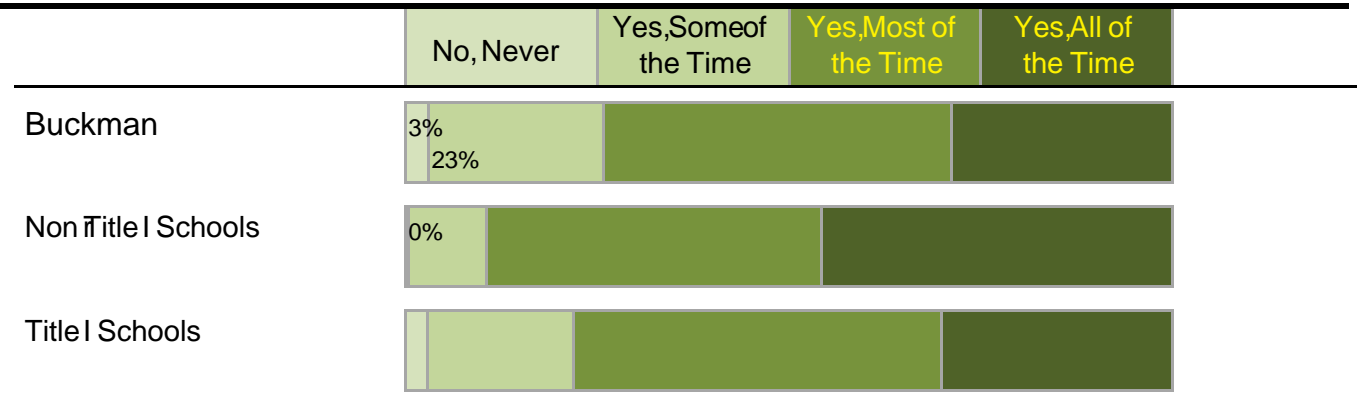 No, Never
Yes,Someof
the Time
Yes,Most of
the Time
Yes,All of
the Time
Buckman
3%
23%
Non Title I Schools
0%
Title I Schools